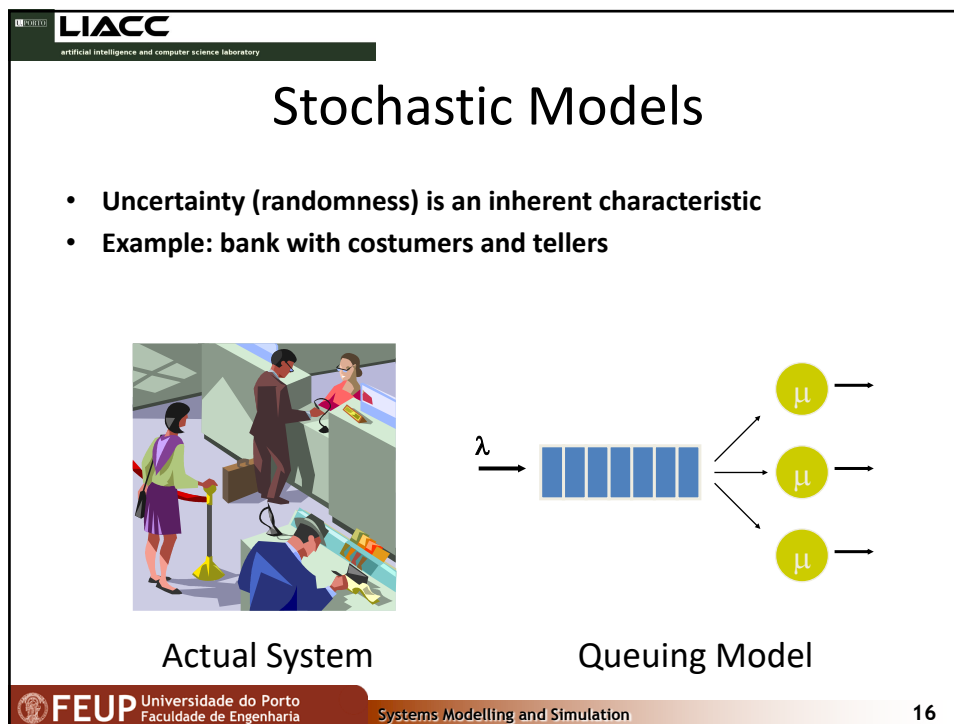 U.PORTO
LIACC
artificial intelligence and computer science laboratory
Stochastic Models
• Uncertainty (randomness) is an inherent characteristic
• Example: bank with costumers and tellers
λ
μ
μ
μ
Actual System
Queuing Model
FEUP Universidade do Porto
Faculdade de Engenharia
Systems Modelling and Simulation
16